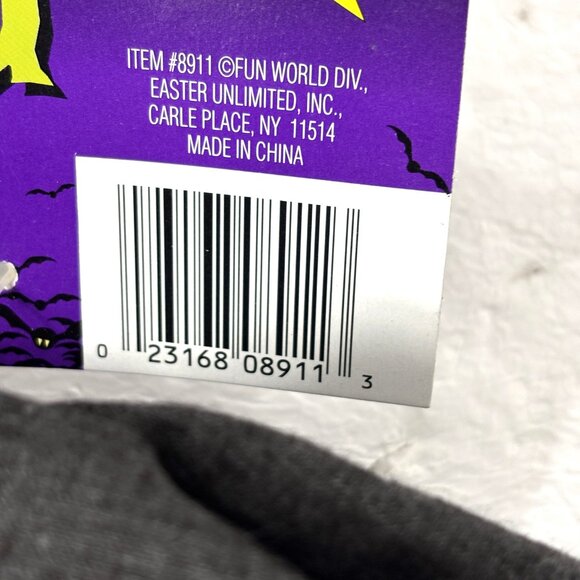 ITEM #8911 ©FUN WORLD DIV.,
EASTER UNLIMITED, INC.,
CARLE PLACE, NY 11514
MADE IN CHINA
0 23168 08911 3